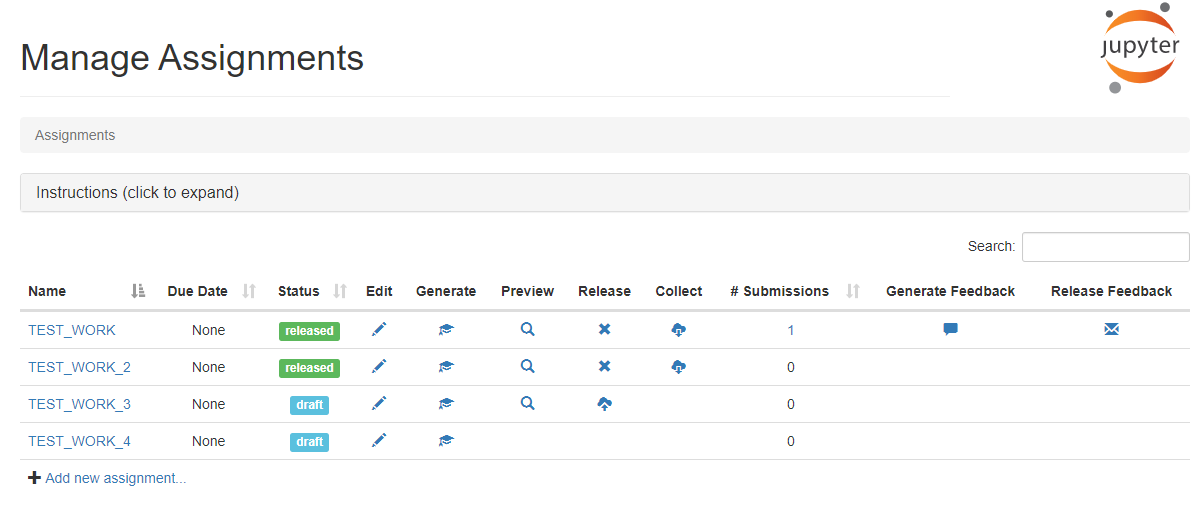 jupyter
Manage Assignments
Assignments
Instructions (click to expand)
Search:
Name Due Date Status Edit Generate Preview Release Collect # Submissions Generate Feedback Release Feedback
TEST_WORK None released 1
TEST_WORK_2 None released 0
TEST_WORK_3 None draft 0
TEST_WORK_4 None draft 0
Add new assignment...